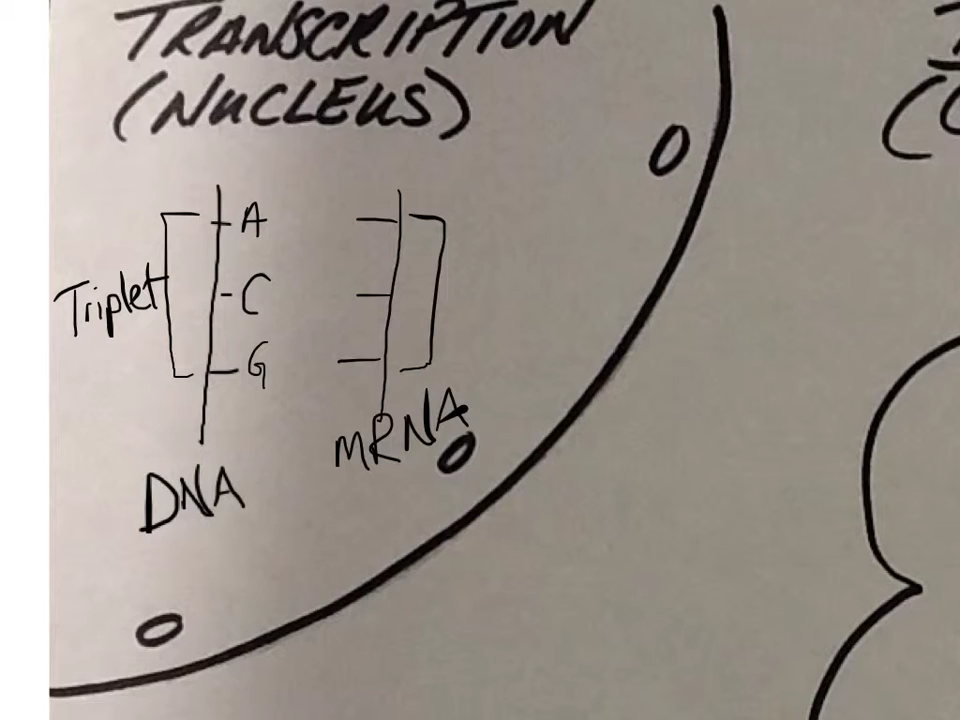 TRANSCRIPTION
(NUCLEUS)
A
Triplet
C
G
mRNA
DNA